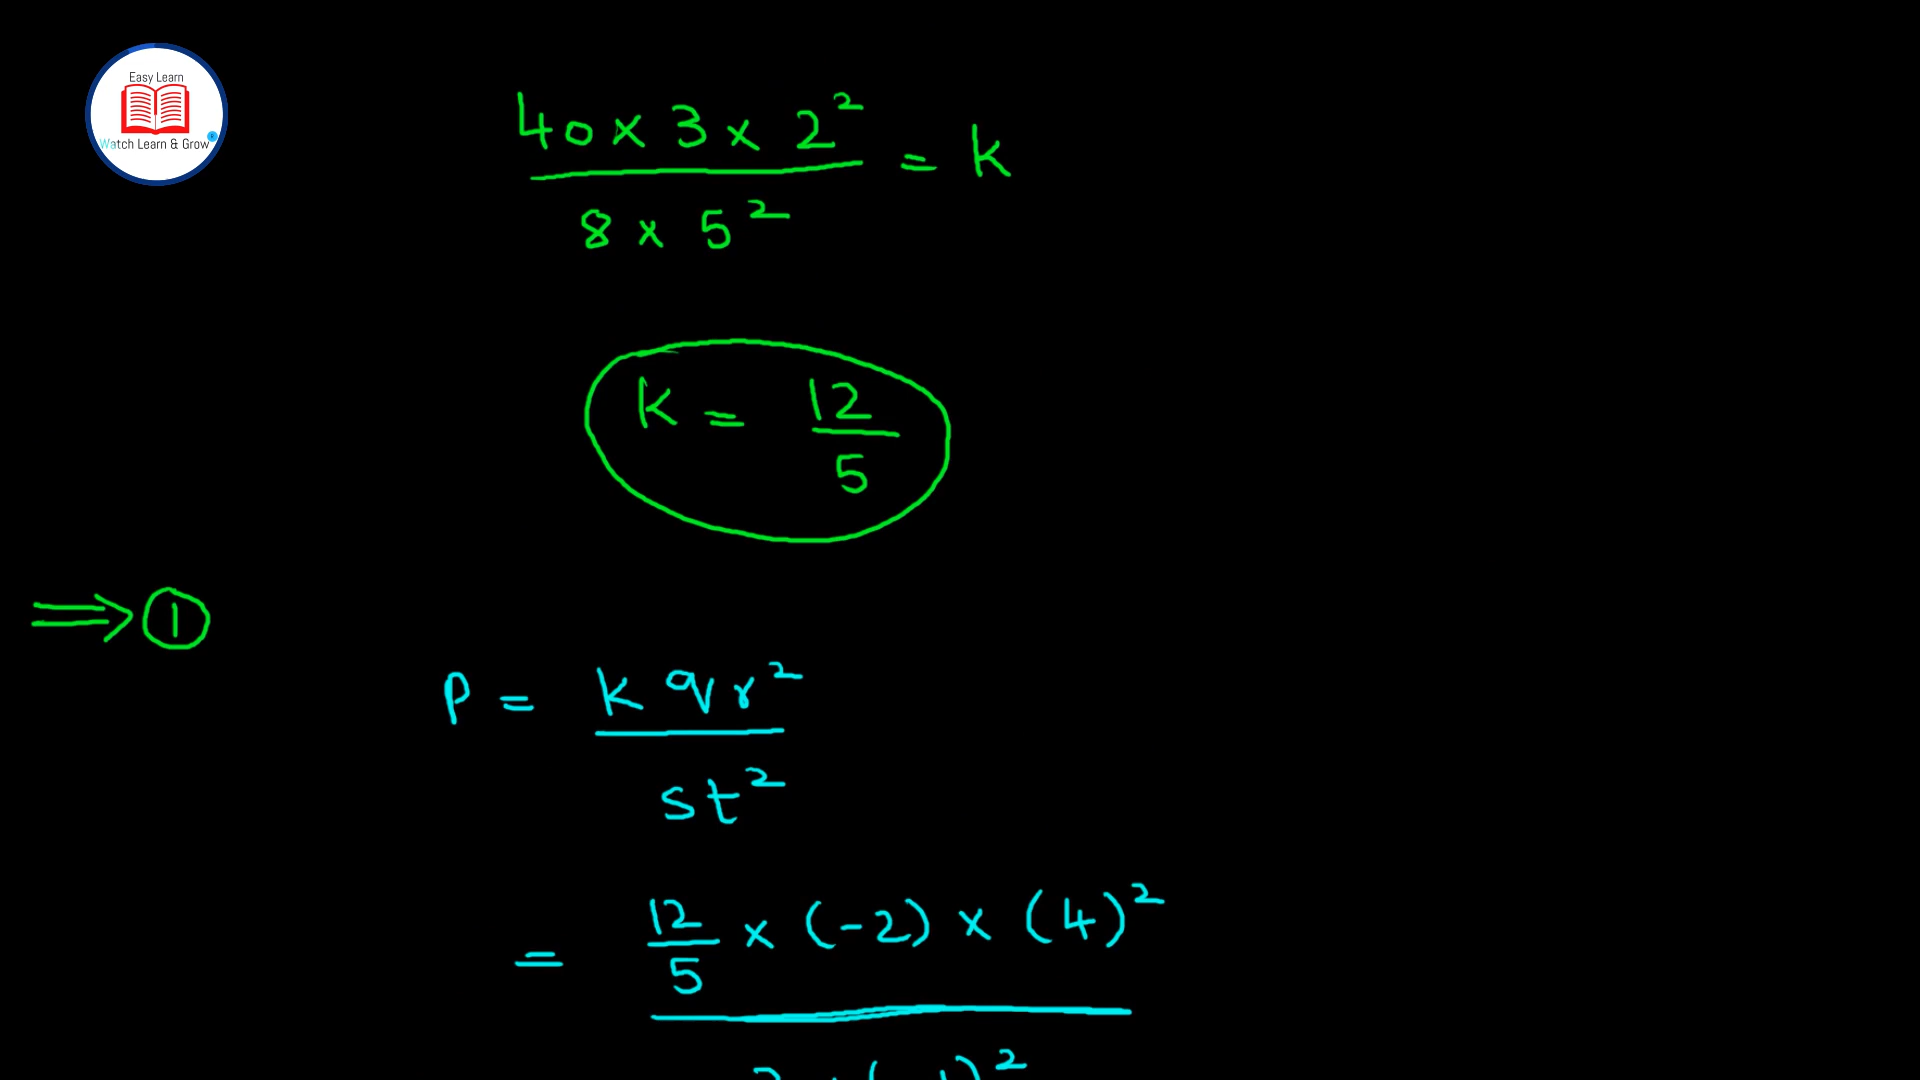 Easy Learn
Watch Learn & Grow
40 x 3 x 2²
8 x 5²
= k
k = 12/5
⟹ ①
P = k q r²
st²
= 12/5 x (-2) x (4)²